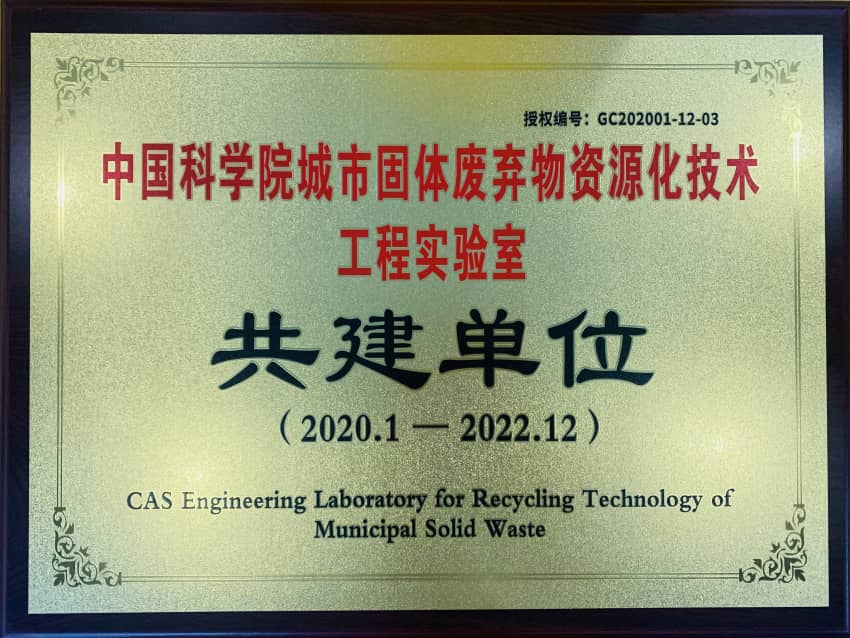 授权编号：GC202001-12-03
中国科学院城市固体废弃物资源化技术
工程实验室
共建单位
（2020.1 — 2022.12）
CAS Engineering Laboratory for Recycling Technology of
Municipal Solid Waste